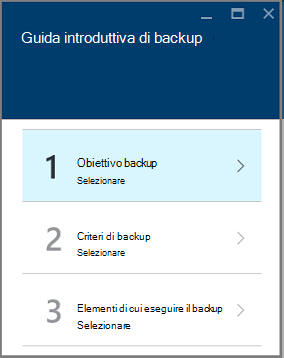 Guida introduttiva di backup
1 Obiettivo backup
Selezionare
2 Criteri di backup
Selezionare
3 Elementi di cui eseguire il backup
Selezionare